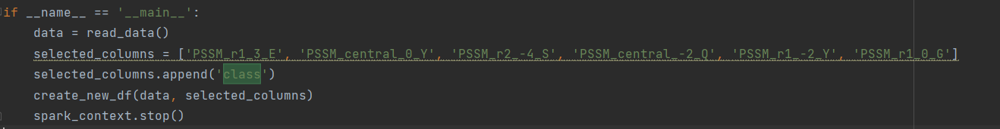 if __name__ == '__main__':
    data = read_data()
    selected_columns = ['PSSM_r1_3_E', 'PSSM_central_0_Y', 'PSSM_r2_-4_S', 'PSSM_central_-2_Q', 'PSSM_r1_-2_Y', 'PSSM_r1_0_G']
    selected_columns.append('class')
    create_new_df(data, selected_columns)
    spark_context.stop()